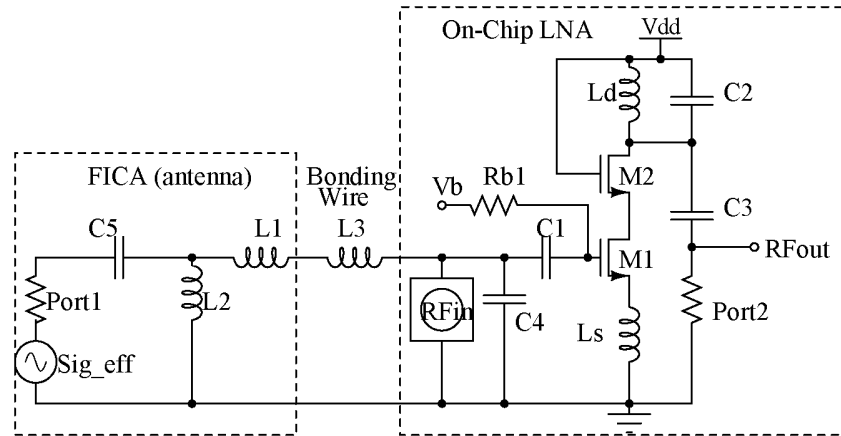 On-Chip LNA
Vdd
Ld
C2
FICA (antenna)
Bonding
Wire
Vb
Rb1
M2
C3
C5
L1
L3
C1
M1
RFout
Port1
L2
RFin
C4
Ls
Port2
Sig_eff